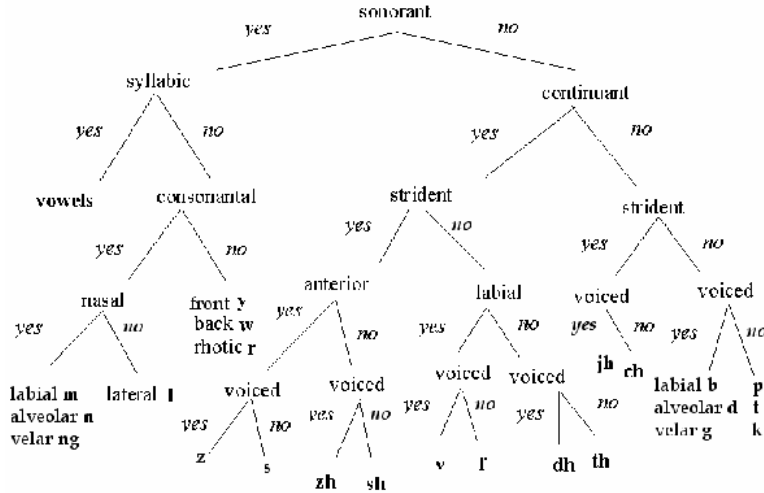 sonorant
yes no
syllabic continuant
yes no yes no
vowels consonantal strident strident
yes no yes no yes no
nasal front y anterior labial voiced voiced
yes no back w yes no yes no yes no yes no
rhotic r
jh ch
labial m lateral l voiced voiced voiced voiced labial b p
alveolar n yes no yes no yes no yes no alveolar d t
velar ng velar g k
z s zh sh v f dh th